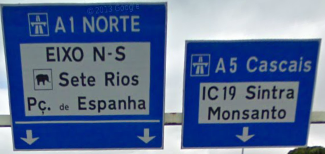 A1 NORTE
EIXO N-S
Sete Rios
Pç. de Espanha
A5 Cascais
IC19 Sintra
Monsanto